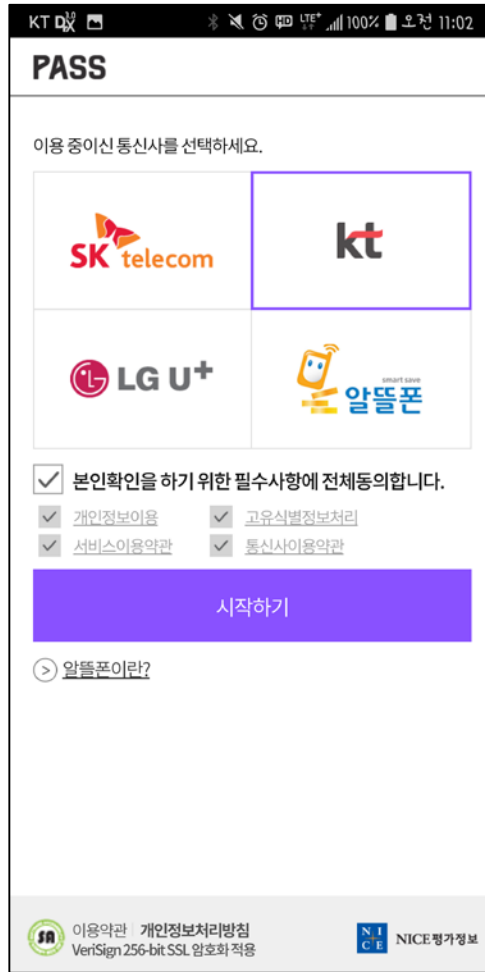 KT 100% 오전 11:02
PASS
이용 중이신 통신사를 선택하세요.
SK telecom
kt
LG U+
smart save
알뜰폰
본인확인을 하기 위한 필수사항에 전체동의합니다.
개인정보이용 고유식별정보처리
서비스이용약관 통신사이용약관
시작하기
알뜰폰이란?
이용약관 개인정보처리방침
VeriSign 256-bit SSL 암호화 적용
NICE NICE평가정보